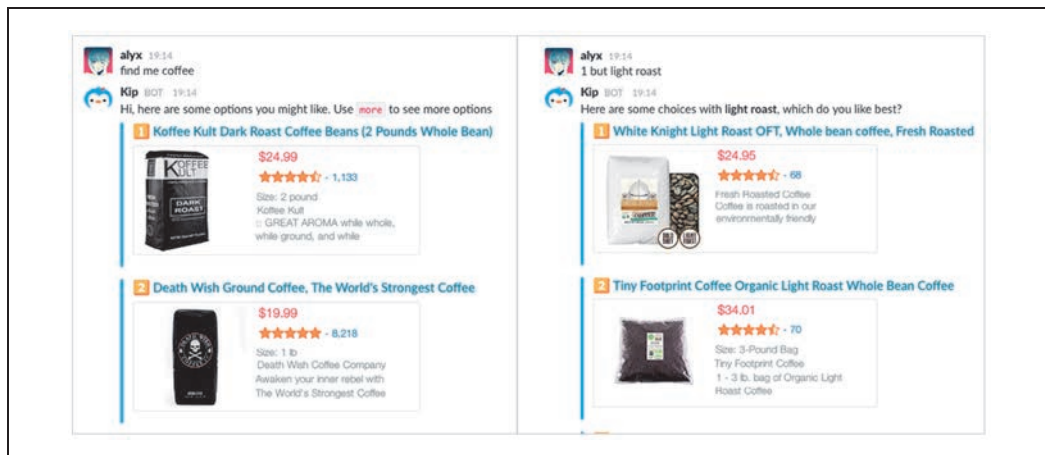 alyx 19:14
find me coffee
Kip BOT 19:14
Hi, here are some options you might like. Use more to see more options
1 Koffee Kult Dark Roast Coffee Beans (2 Pounds Whole Bean)
KOFFEE
KULT
DARK
ROAST
$24.99
- 1,133
Size: 2 pound
Koffee Kult
□ GREAT AROMA while whole,
while ground, and while
2 Death Wish Ground Coffee, The World's Strongest Coffee
$19.99
- 8,218
Size: 1 lb
Death Wish Coffee Company
Awaken your inner rebel with
The World's Strongest Coffee
alyx 19:14
1 but light roast
Kip BOT 19:14
Here are some choices with light roast, which do you like best?
1 White Knight Light Roast OFT, Whole bean coffee, Fresh Roasted
$24.95
- 68
Fresh Roasted Coffee
Coffee is roasted in our
environmentally friendly
LIGHT
ROAST
2 Tiny Footprint Coffee Organic Light Roast Whole Bean Coffee
$34.01
- 70
Size: 3-Pound Bag
Tiny Footprint Coffee
1 - 3 lb. bag of Organic Light
Roast Coffee